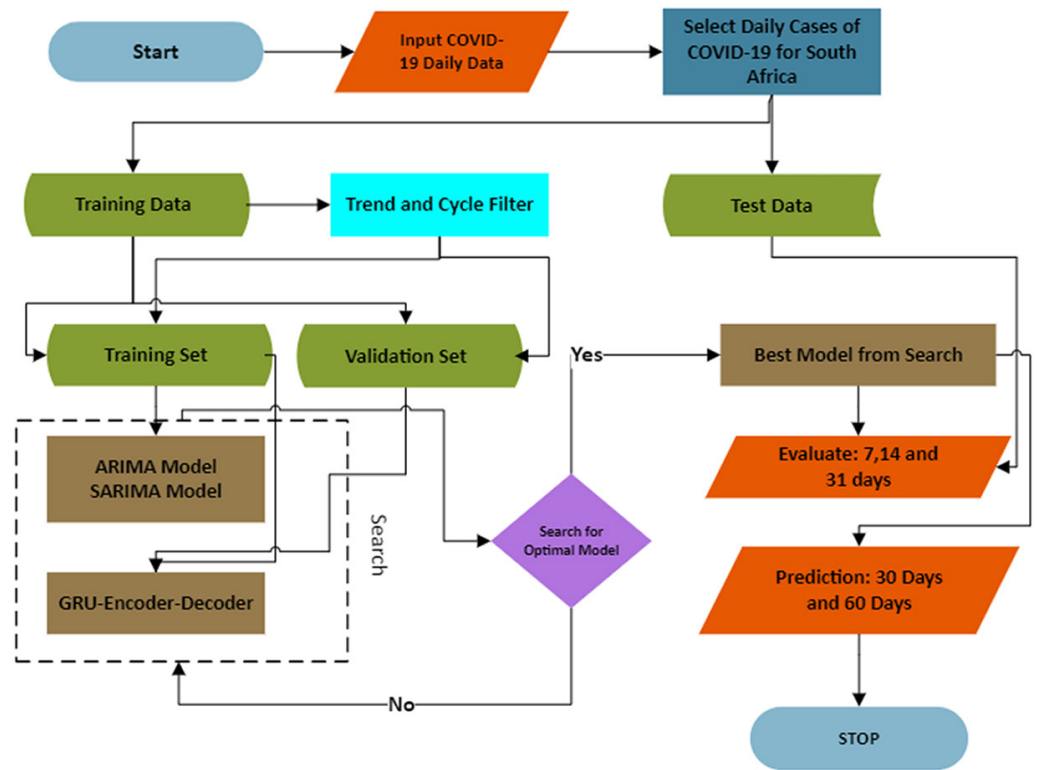 Start
Input COVID-
19 Daily Data
Select Daily Cases of
COVID-19 for South
Africa
Training Data
Trend and Cycle Filter
Test Data
Training Set
Validation Set
Yes
Best Model from Search
ARIMA Model
SARIMA Model
Search
Evaluate: 7,14 and
31 days
Search for
Optimal Model
GRU-Encoder-Decoder
Prediction: 30 Days
and 60 Days
No
STOP